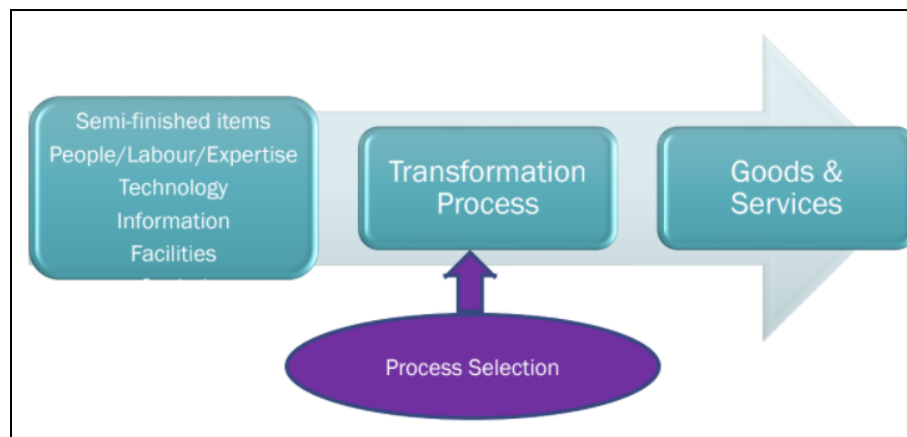 Semi-finished items
People/Labour/Expertise
Technology
Information
Facilities
Transformation
Process
Goods &
Services
Process Selection